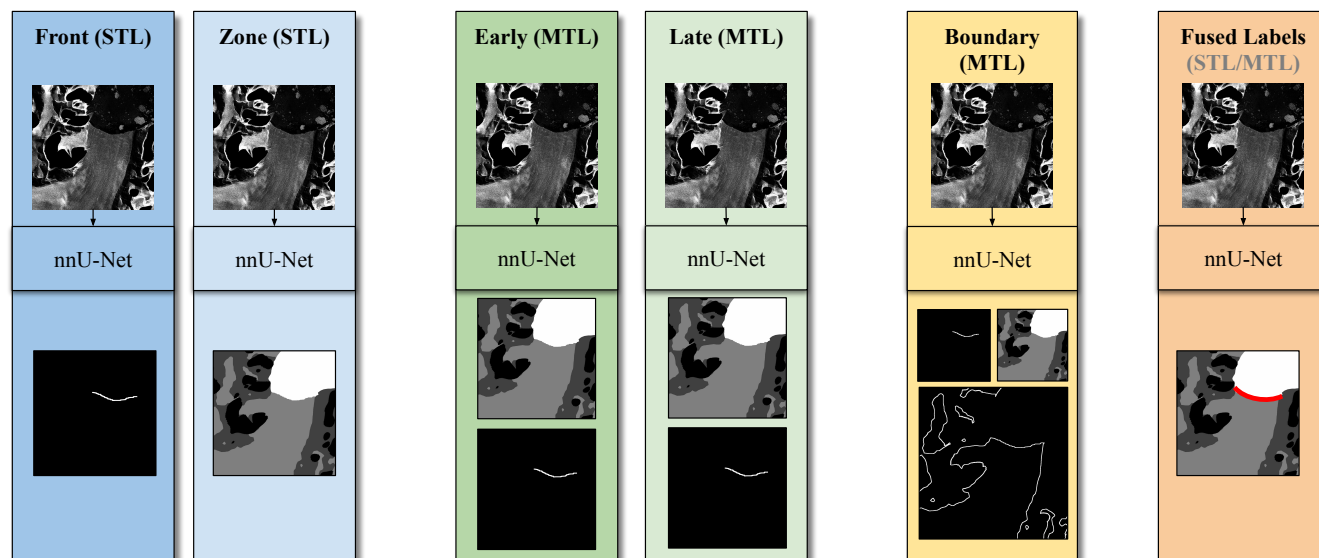 Front (STL)
Zone (STL)
Early (MTL)
Late (MTL)
Boundary
(MTL)
Fused Labels
(STL/MTL)
nnU-Net
nnU-Net
nnU-Net
nnU-Net
nnU-Net
nnU-Net